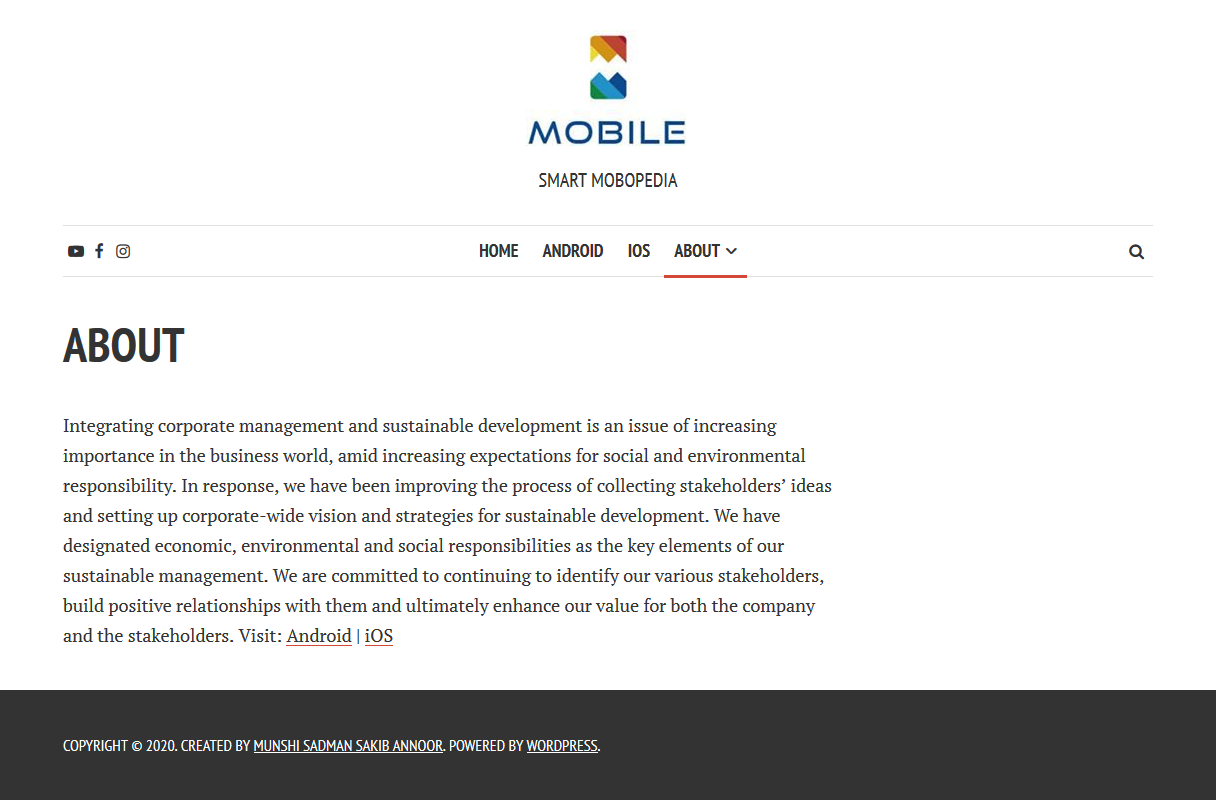 MOBILE
SMART MOBOPEDIA
HOME ANDROID IOS ABOUT
ABOUT
Integrating corporate management and sustainable development is an issue of increasing
importance in the business world, amid increasing expectations for social and environmental
responsibility. In response, we have been improving the process of collecting stakeholders’ ideas
and setting up corporate-wide vision and strategies for sustainable development. We have
designated economic, environmental and social responsibilities as the key elements of our
sustainable management. We are committed to continuing to identify our various stakeholders,
build positive relationships with them and ultimately enhance our value for both the company
and the stakeholders. Visit: Android | iOS
COPYRIGHT © 2020. CREATED BY MUNSHI SADMAN SAKIB ANNOOR. POWERED BY WORDPRESS.